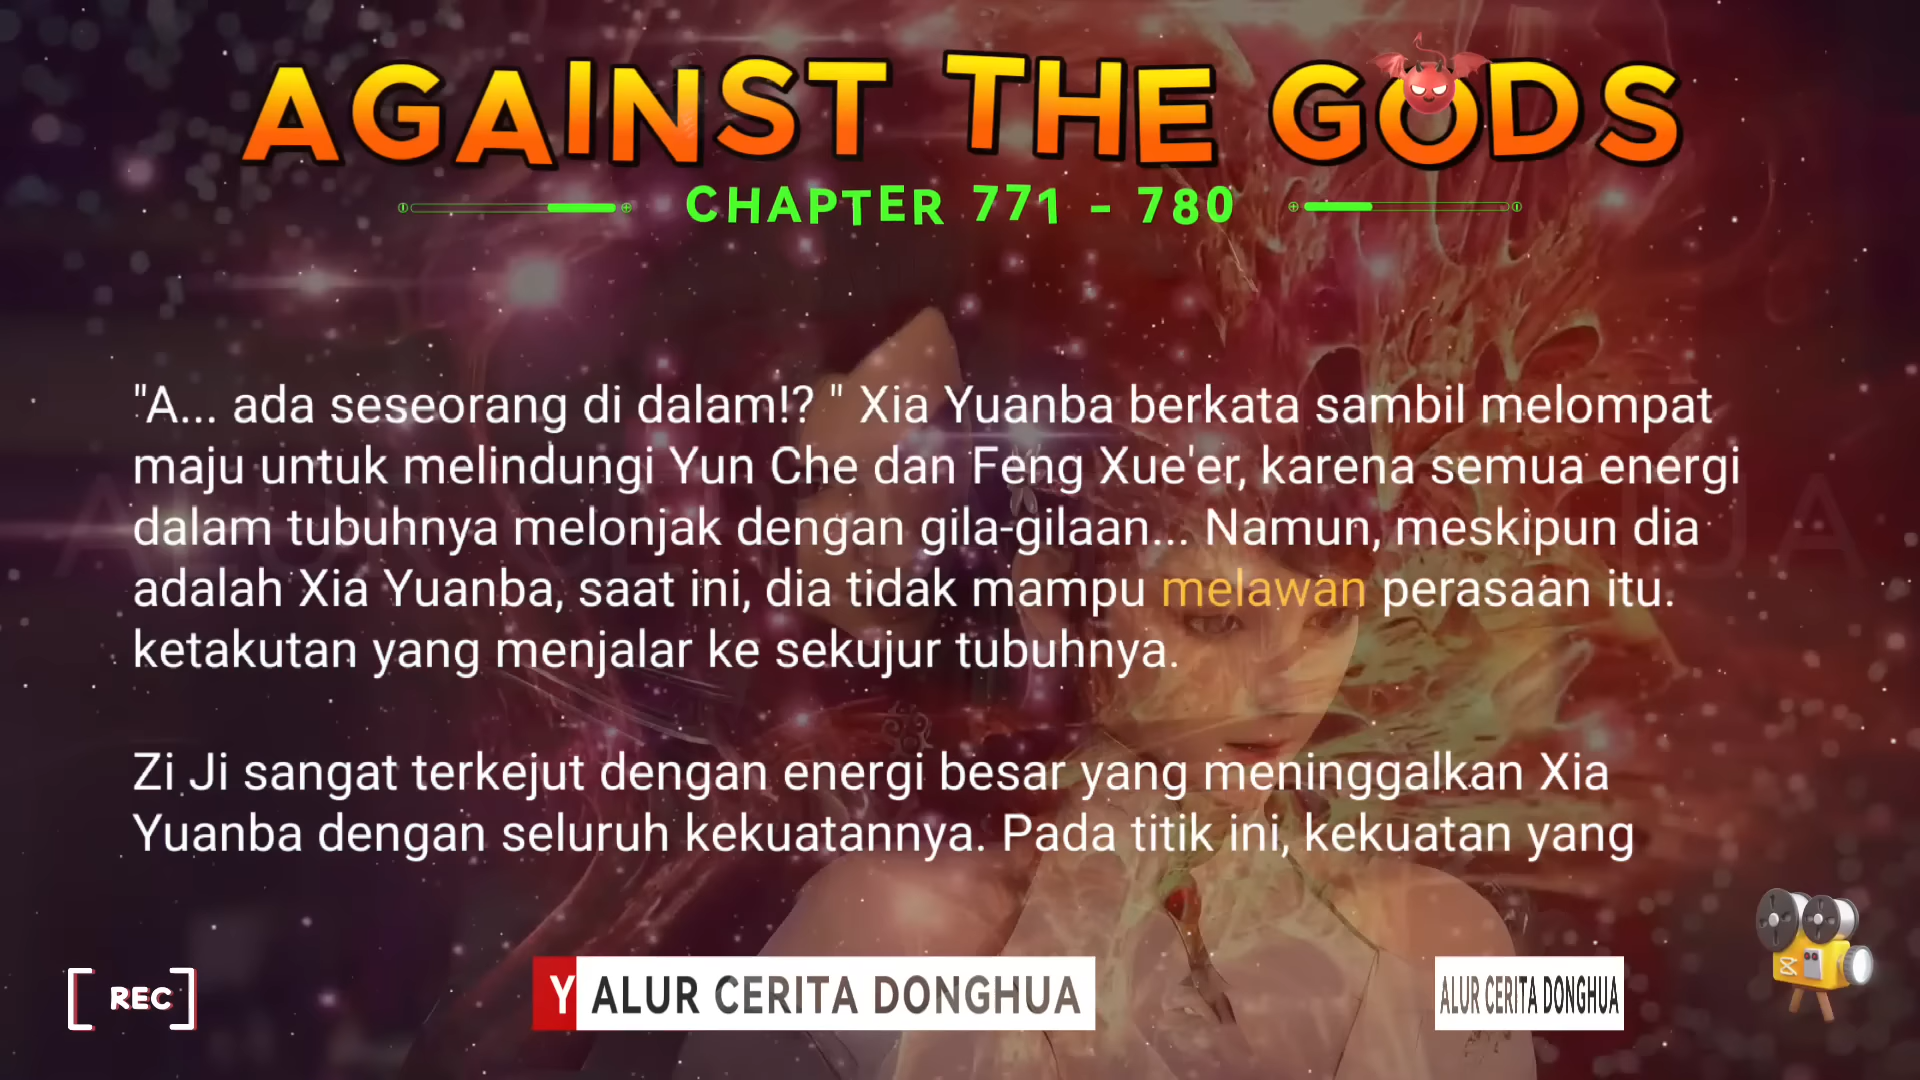 AGAINST THE GODS
CHAPTER 771 - 780
"A... ada seseorang di dalam!? " Xia Yuanba berkata sambil melompat
maju untuk melindungi Yun Che dan Feng Xue'er, karena semua energi
dalam tubuhnya melonjak dengan gila-gilaan... Namun, meskipun dia
adalah Xia Yuanba, saat ini, dia tidak mampu melawan perasaan itu.
ketakutan yang menjalar ke sekujur tubuhnya.
Zi Ji sangat terkejut dengan energi besar yang meninggalkan Xia
Yuanba dengan seluruh kekuatannya. Pada titik ini, kekuatan yang
REC
Y ALUR CERITA DONGHUA
ALUR CERITA DONGHUA